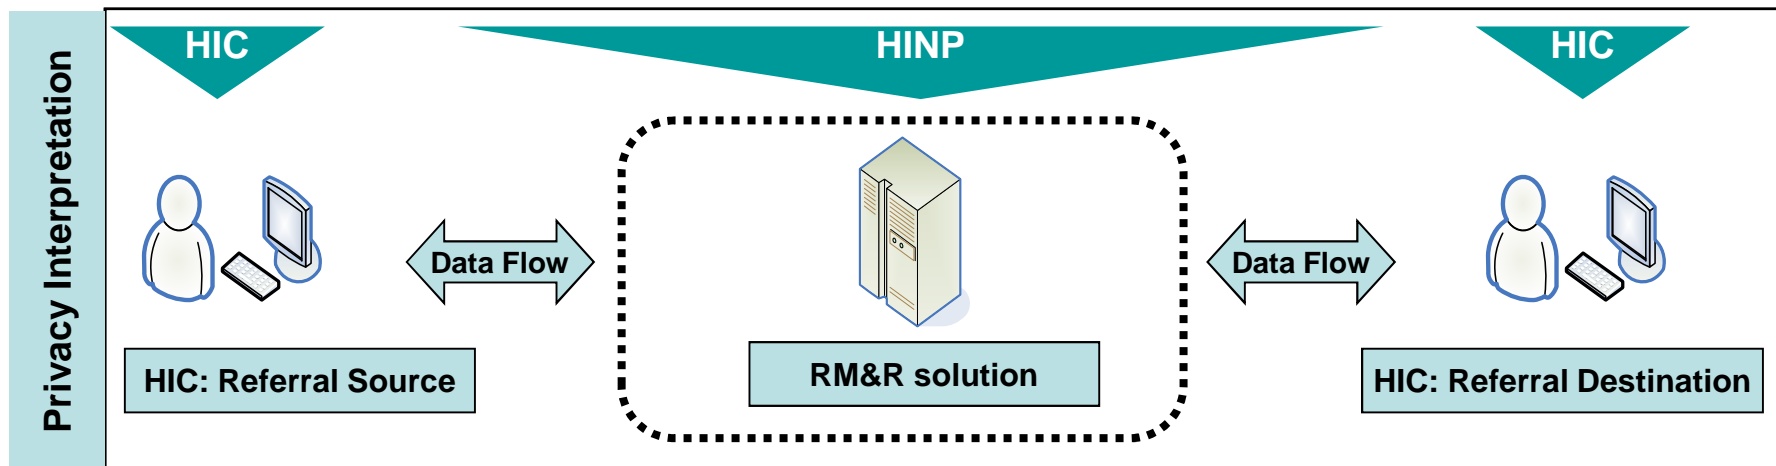 Privacy Interpretation
HIC
HINP
HIC
Data Flow
Data Flow
HIC: Referral Source
RM&R solution
HIC: Referral Destination